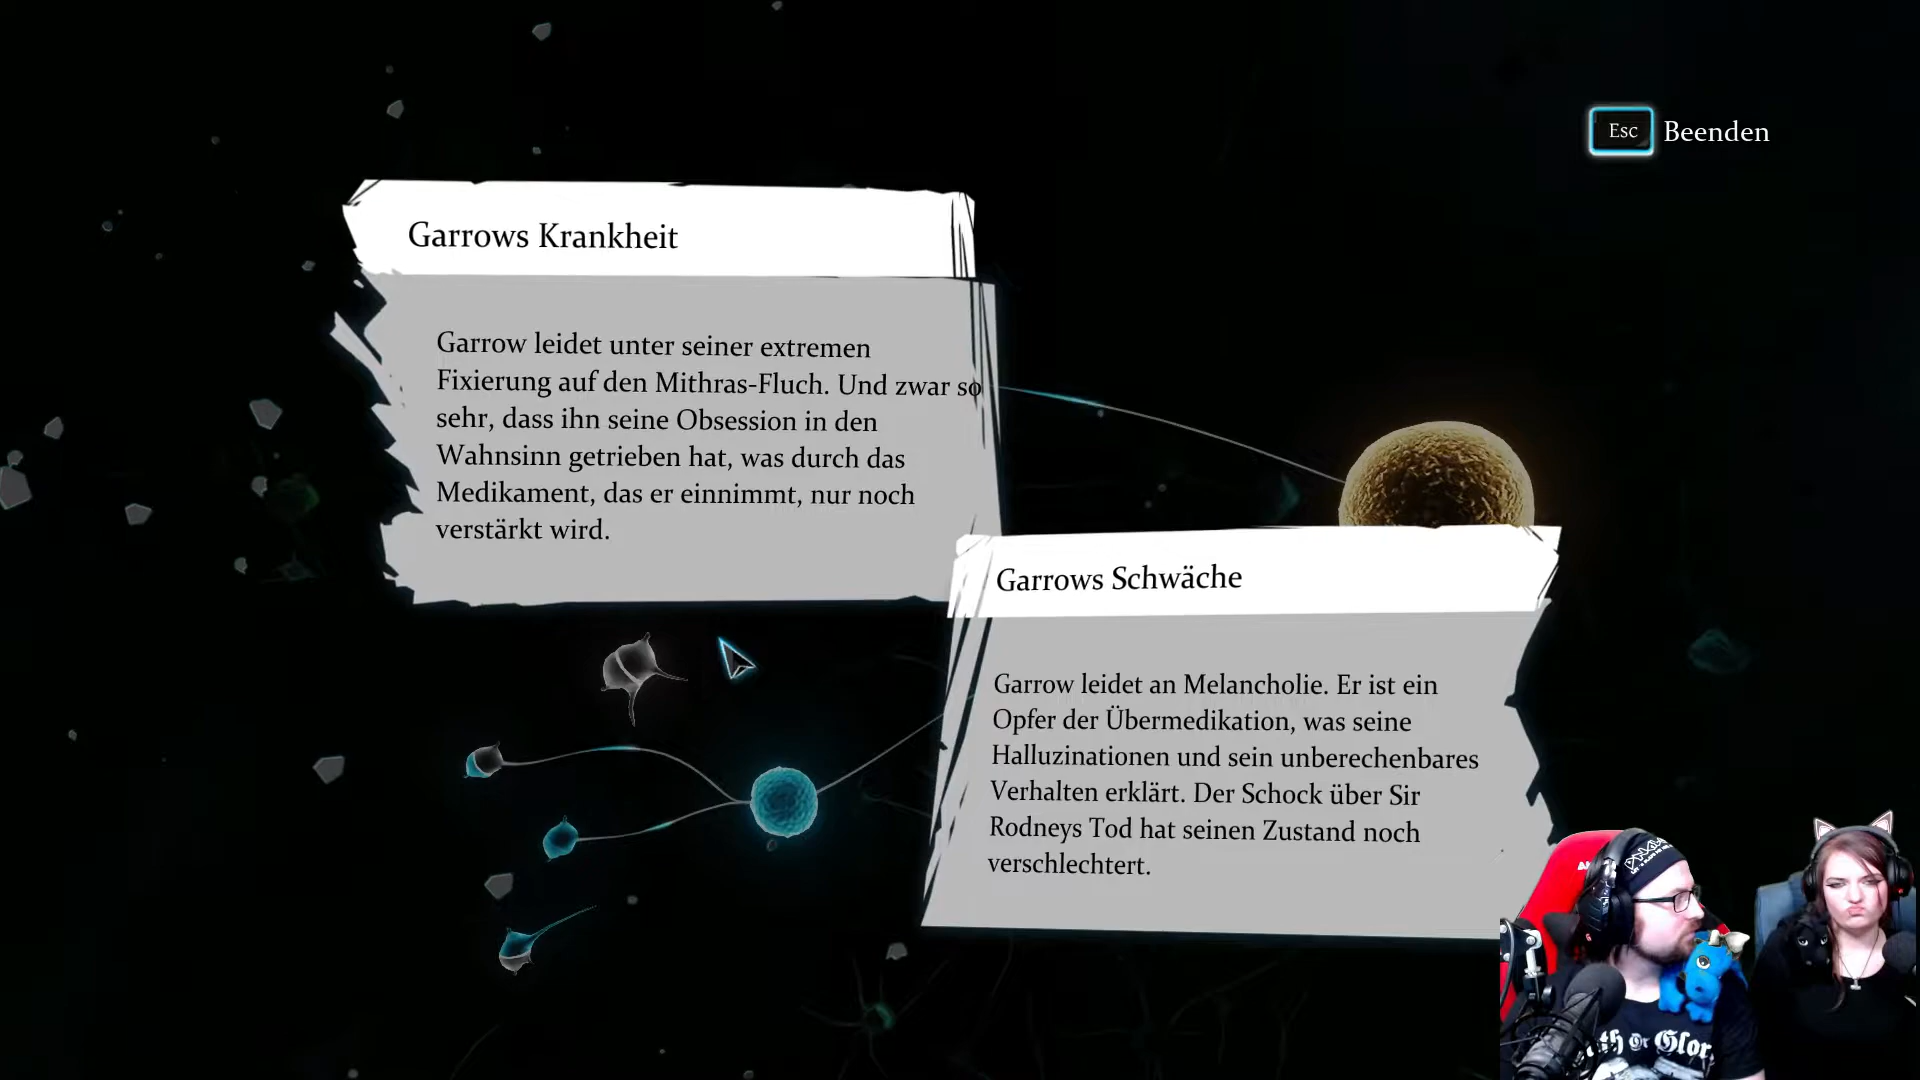 Esc Beenden
Garrows Krankheit
Garrow leidet unter seiner extremen
Fixierung auf den Mithras-Fluch. Und zwar so
sehr, dass ihn seine Obsession in den
Wahnsinn getrieben hat, was durch das
Medikament, das er einnimmt, nur noch
verstärkt wird.
Garrows Schwäche
Garrow leidet an Melancholie. Er ist ein
Opfer der Übermedikation, was seine
Halluzinationen und sein unberechenbares
Verhalten erklärt. Der Schock über Sir
Rodneys Tod hat seinen Zustand noch
verschlechtert.
or Glor